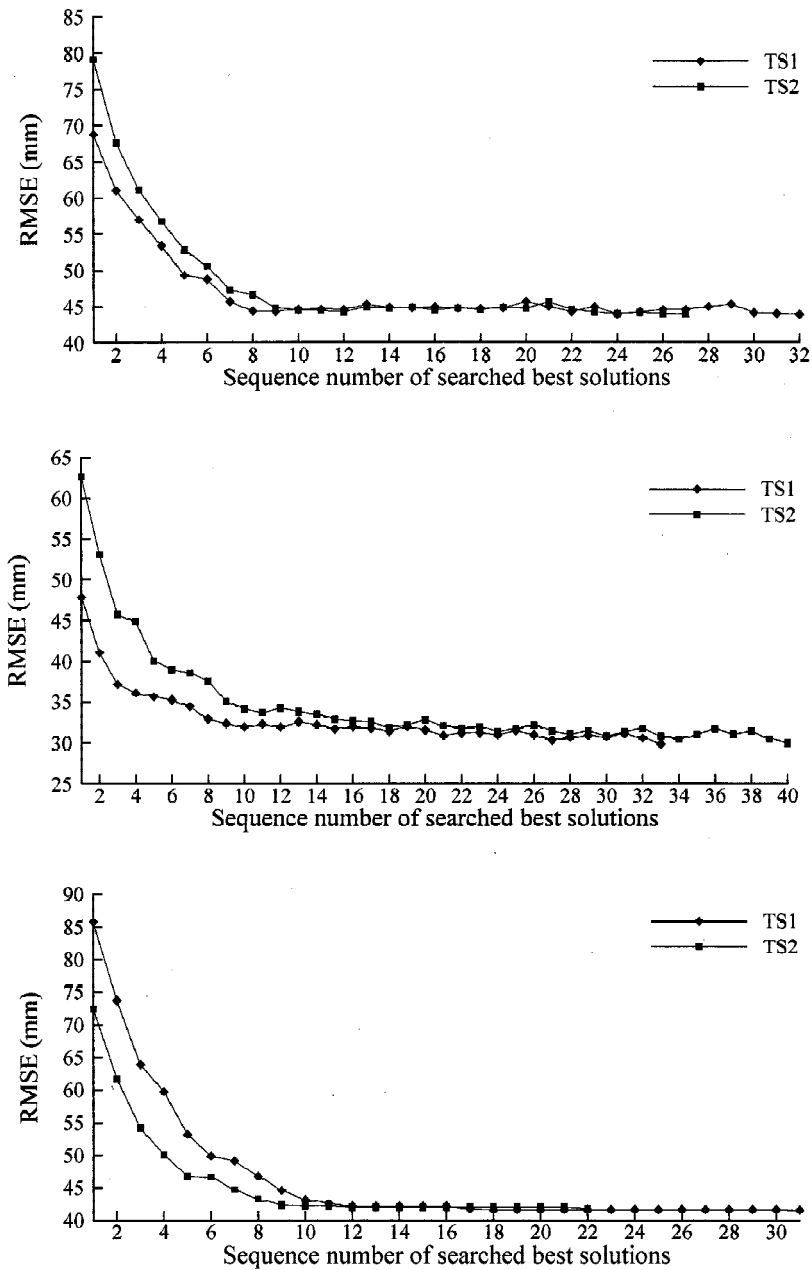 85
80
75
70
65
60
55
50
45
40
RMSE (mm)
TS1
TS2
2 4 6 8 10 12 14 16 18 20 22 24 26 28 30 32
Sequence number of searched best solutions
65
60
55
50
45
40
35
30
25
RMSE (mm)
TS1
TS2
2 4 6 8 10 12 14 16 18 20 22 24 26 28 30 32 34 36 38 40
Sequence number of searched best solutions
90
85
80
75
70
65
60
55
50
45
40
RMSE (mm)
TS1
TS2
2 4 6 8 10 12 14 16 18 20 22 24 26 28 30
Sequence number of searched best solutions